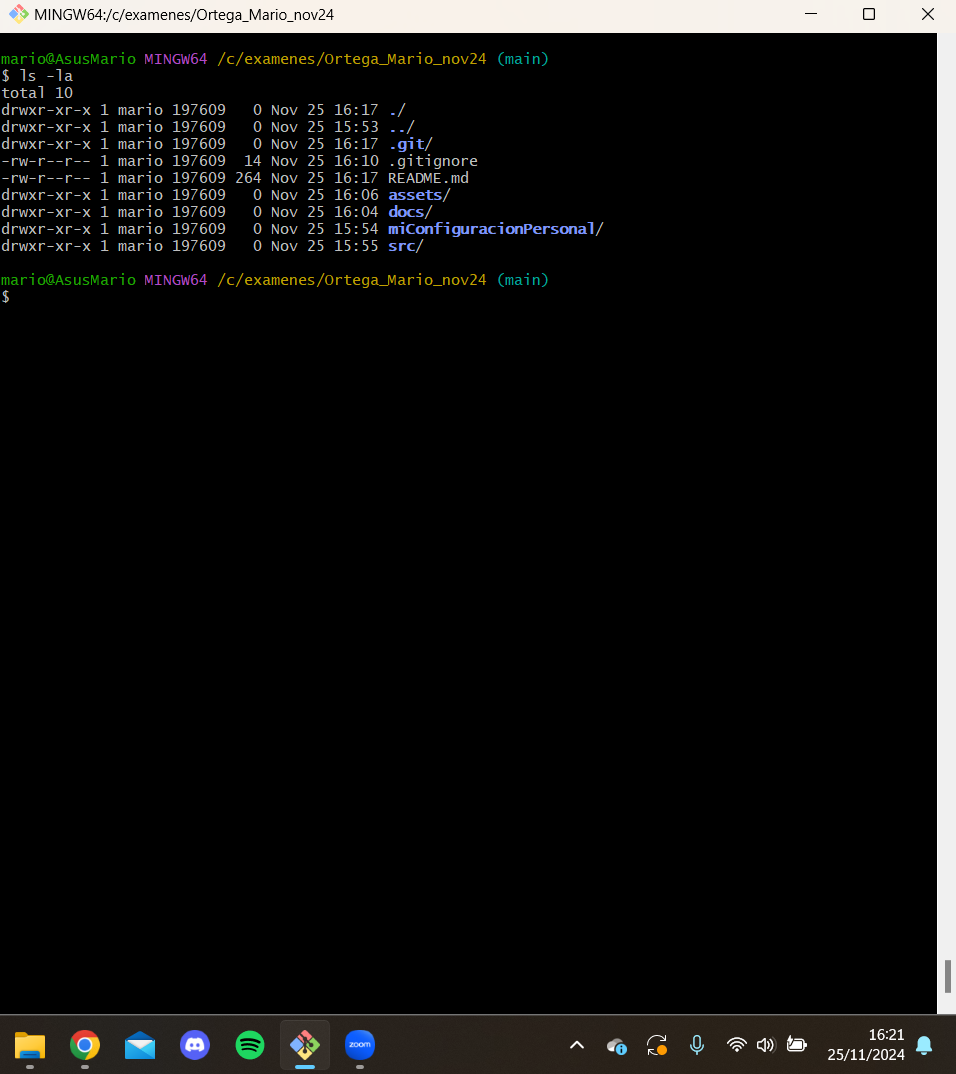 MINGW64:/c/examenes/Ortega_Mario_nov24
mario@AsusMario MINGW64 /c/examenes/Ortega_Mario_nov24 (main)
$ ls -la
total 10
drwxr-xr-x 1 mario 197609   0 Nov 25 16:17 ./
drwxr-xr-x 1 mario 197609   0 Nov 25 15:53 ../
drwxr-xr-x 1 mario 197609   0 Nov 25 16:17 .git/
-rw-r--r-- 1 mario 197609  14 Nov 25 16:10 .gitignore
-rw-r--r-- 1 mario 197609 264 Nov 25 16:17 README.md
drwxr-xr-x 1 mario 197609   0 Nov 25 16:06 assets/
drwxr-xr-x 1 mario 197609   0 Nov 25 16:04 docs/
drwxr-xr-x 1 mario 197609   0 Nov 25 15:54 miConfiguracionPersonal/
drwxr-xr-x 1 mario 197609   0 Nov 25 15:55 src/
mario@AsusMario MINGW64 /c/examenes/Ortega_Mario_nov24 (main)
$
zoom
16:21
25/11/2024